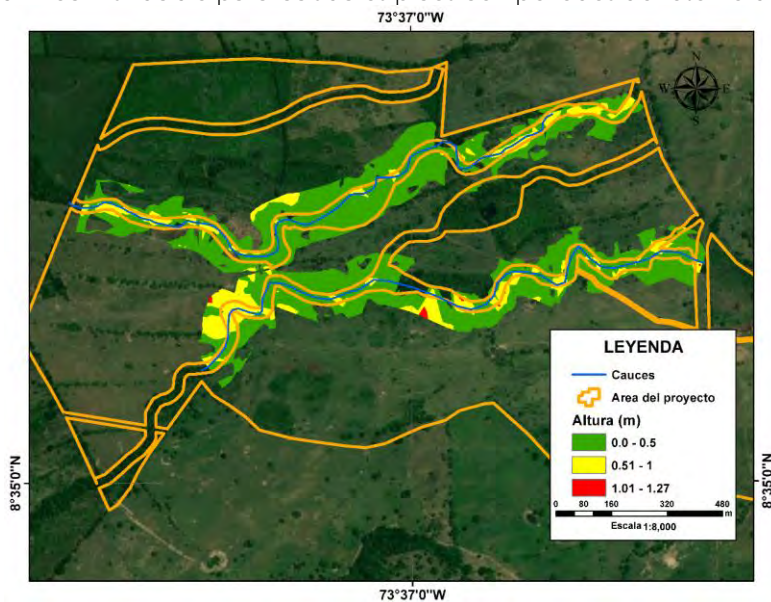 73°37'0"W
N
W E
S
LEYENDA
Cauces
Area del proyecto
Altura (m)
0.0 - 0.5
0.51 - 1
1.01 - 1.27
0 80 160 320 480
m
Escala 1:8,000
8°35'0"N
8°35'0"N
73°37'0"W